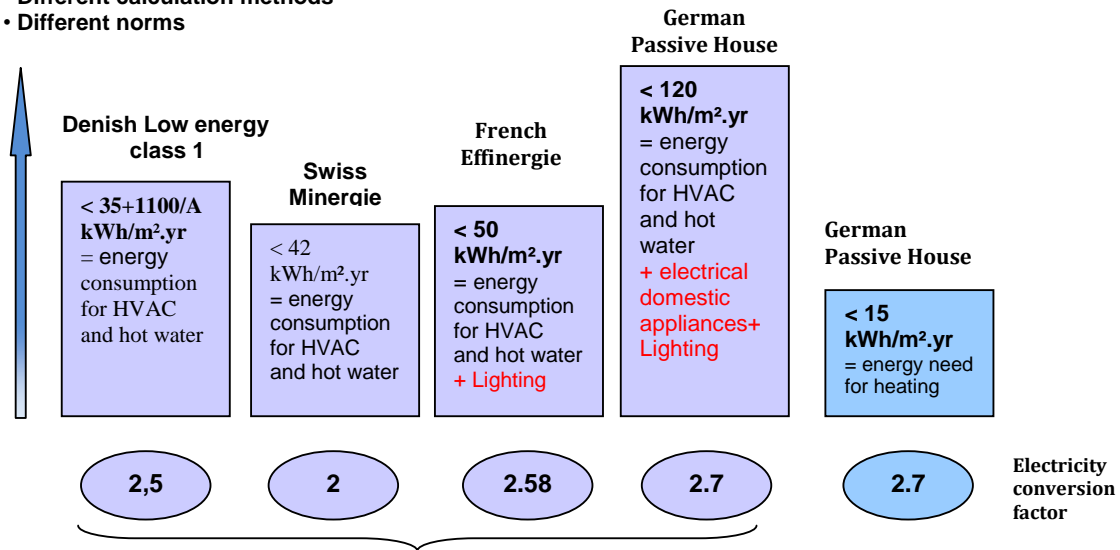 • Different norms
German
Passive House
Denish Low energy
class 1
French
Effinergie
Swiss
Minergie
German
Passive House
< 35+1100/A
kWh/m².yr
= energy
consumption
for HVAC
and hot water
< 42
kWh/m².yr
= energy
consumption
for HVAC
and hot water
< 50
kWh/m².yr
= energy
consumption
for HVAC
and hot water
+ Lighting
< 120
kWh/m².yr
= energy
consumption
for HVAC
and hot
water
+ electrical
domestic
appliances+
Lighting
< 15
kWh/m².yr
= energy need
for heating
2,5
2
2.58
2.7
2.7
Electricity
conversion
factor